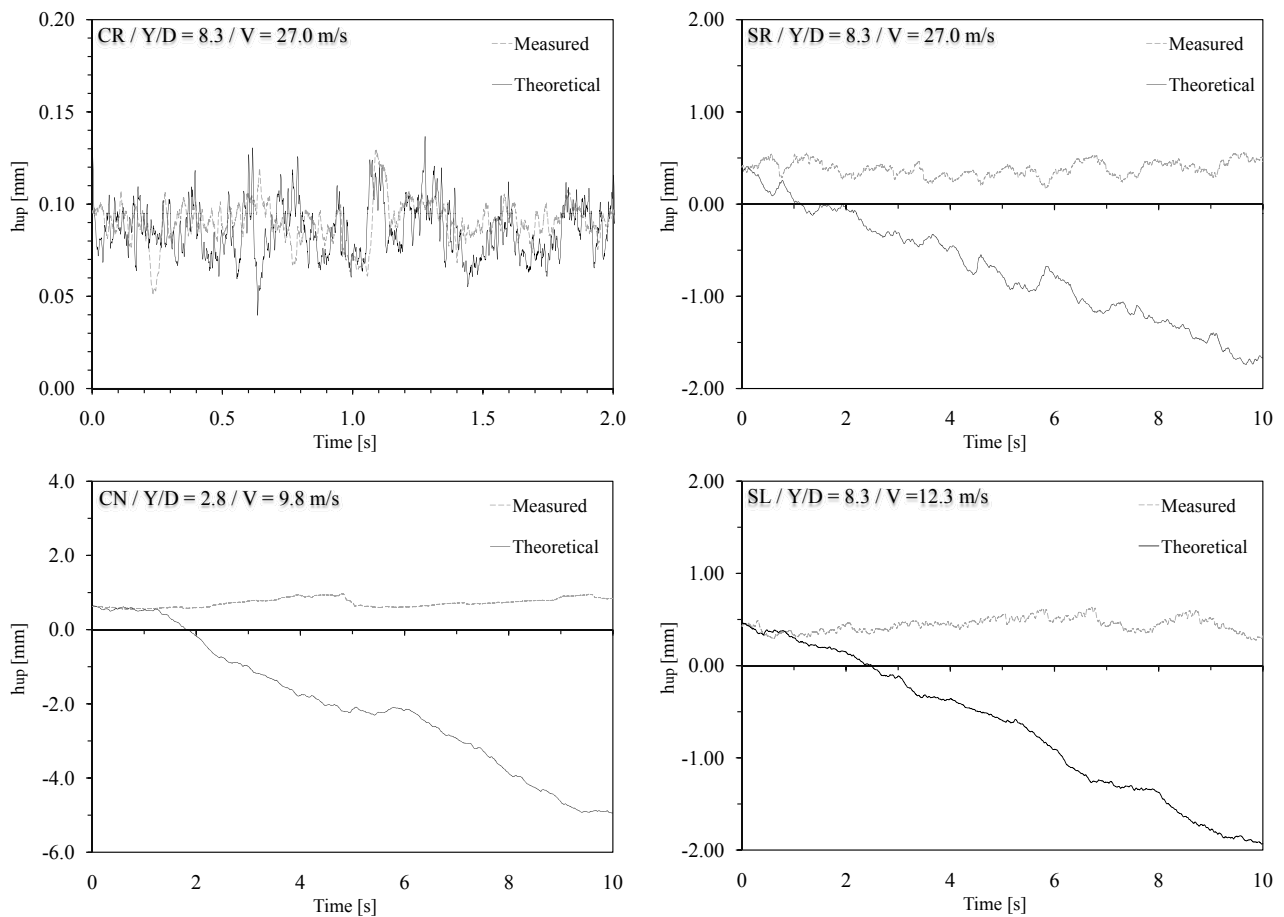 CR / Y/D = 8.3 / V = 27.0 m/s
Measured
Theoretical
hup [mm]
0.20
0.15
0.10
0.05
0.00
0.0 0.5 1.0 1.5 2.0
Time [s]
SR / Y/D = 8.3 / V = 27.0 m/s
Measured
Theoretical
hup [mm]
2.00
1.00
0.00
-1.00
-2.00
0 2 4 6 8 10
Time [s]
CN / Y/D = 2.8 / V = 9.8 m/s
Measured
Theoretical
hup [mm]
4.0
2.0
0.0
-2.0
-4.0
-6.0
0 2 4 6 8 10
Time [s]
SL / Y/D = 8.3 / V =12.3 m/s
Measured
Theoretical
hup [mm]
2.00
1.00
0.00
-1.00
-2.00
0 2 4 6 8 10
Time [s]